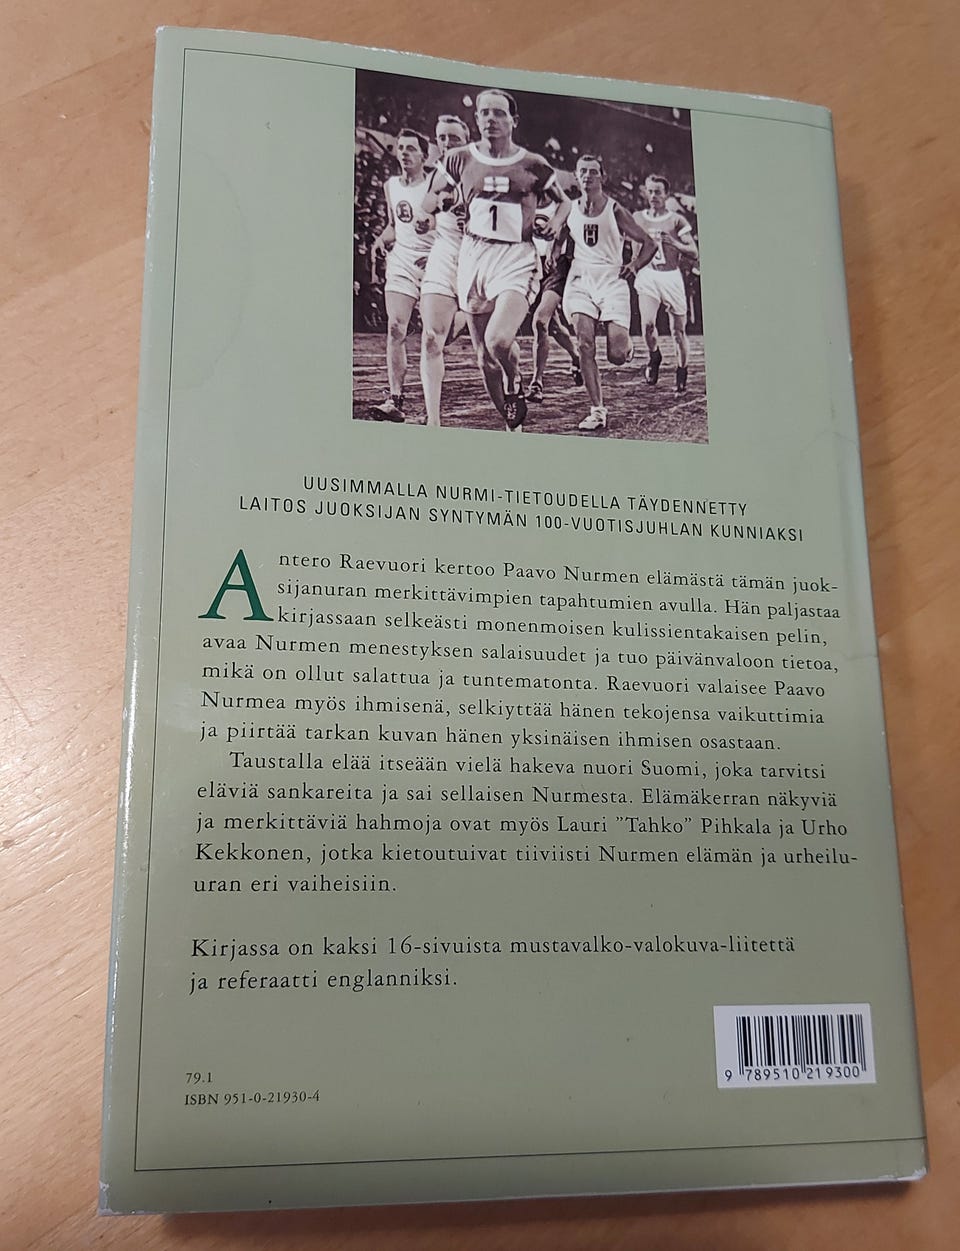 1
H
UUSIMMALLA NURMI-TIETOUDELLA TÄYDENNETTY
LAITOS JUOKSIJAN SYNTYMÄN 100-VUOTISJUHLAN KUNNIAKSI
Antero Raevuori kertoo Paavo Nurmen elämästä tämän juok-
sijanuran merkittävimpien tapahtumien avulla. Hän paljastaa
kirjassaan selkeästi monenmoisen kulissientakaisen pelin,
avaa Nurmen menestyksen salaisuudet ja tuo päivänvaloon tietoa,
mikä on ollut salattua ja tuntematonta. Raevuori valaisee Paavo
Nurmea myös ihmisenä, selkiyttää hänen tekojensa vaikuttimia
ja piirtää tarkan kuvan hänen yksinäisen ihmisen osastaan.
Taustalla elää itseään vielä hakeva nuori Suomi, joka tarvitsi
eläviä sankareita ja sai sellaisen Nurmesta. Elämäkerran näkyviä
ja merkittäviä hahmoja ovat myös Lauri ”Tahko” Pihkala ja Urho
Kekkonen, jotka kietoutuivat tiiviisti Nurmen elämän ja urheilu-
uran eri vaiheisiin.
Kirjassa on kaksi 16-sivuista mustavalko-valokuva-liitettä
ja referaatti englanniksi.
79.1
ISBN 951-0-21930-4
9 789510 219300